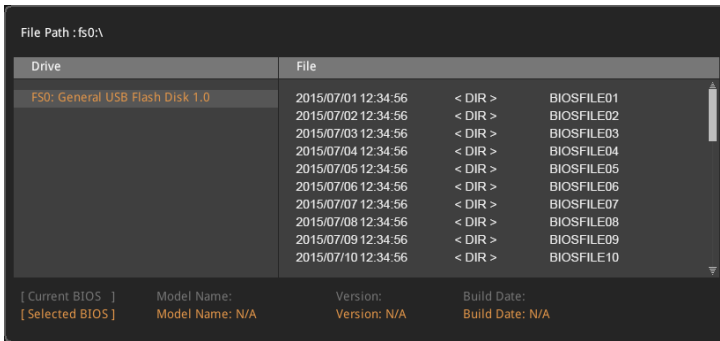 File Path : fs0:\
Drive File
FS0: General USB Flash Disk 1.0
2015/07/01 12:34:56 < DIR > BIOSFILE01
2015/07/02 12:34:56 < DIR > BIOSFILE02
2015/07/03 12:34:56 < DIR > BIOSFILE03
2015/07/04 12:34:56 < DIR > BIOSFILE04
2015/07/05 12:34:56 < DIR > BIOSFILE05
2015/07/06 12:34:56 < DIR > BIOSFILE06
2015/07/07 12:34:56 < DIR > BIOSFILE07
2015/07/08 12:34:56 < DIR > BIOSFILE08
2015/07/09 12:34:56 < DIR > BIOSFILE09
2015/07/10 12:34:56 < DIR > BIOSFILE10
[ Current BIOS ] Model Name: Version: Build Date:
[ Selected BIOS ] Model Name: N/A Version: N/A Build Date: N/A